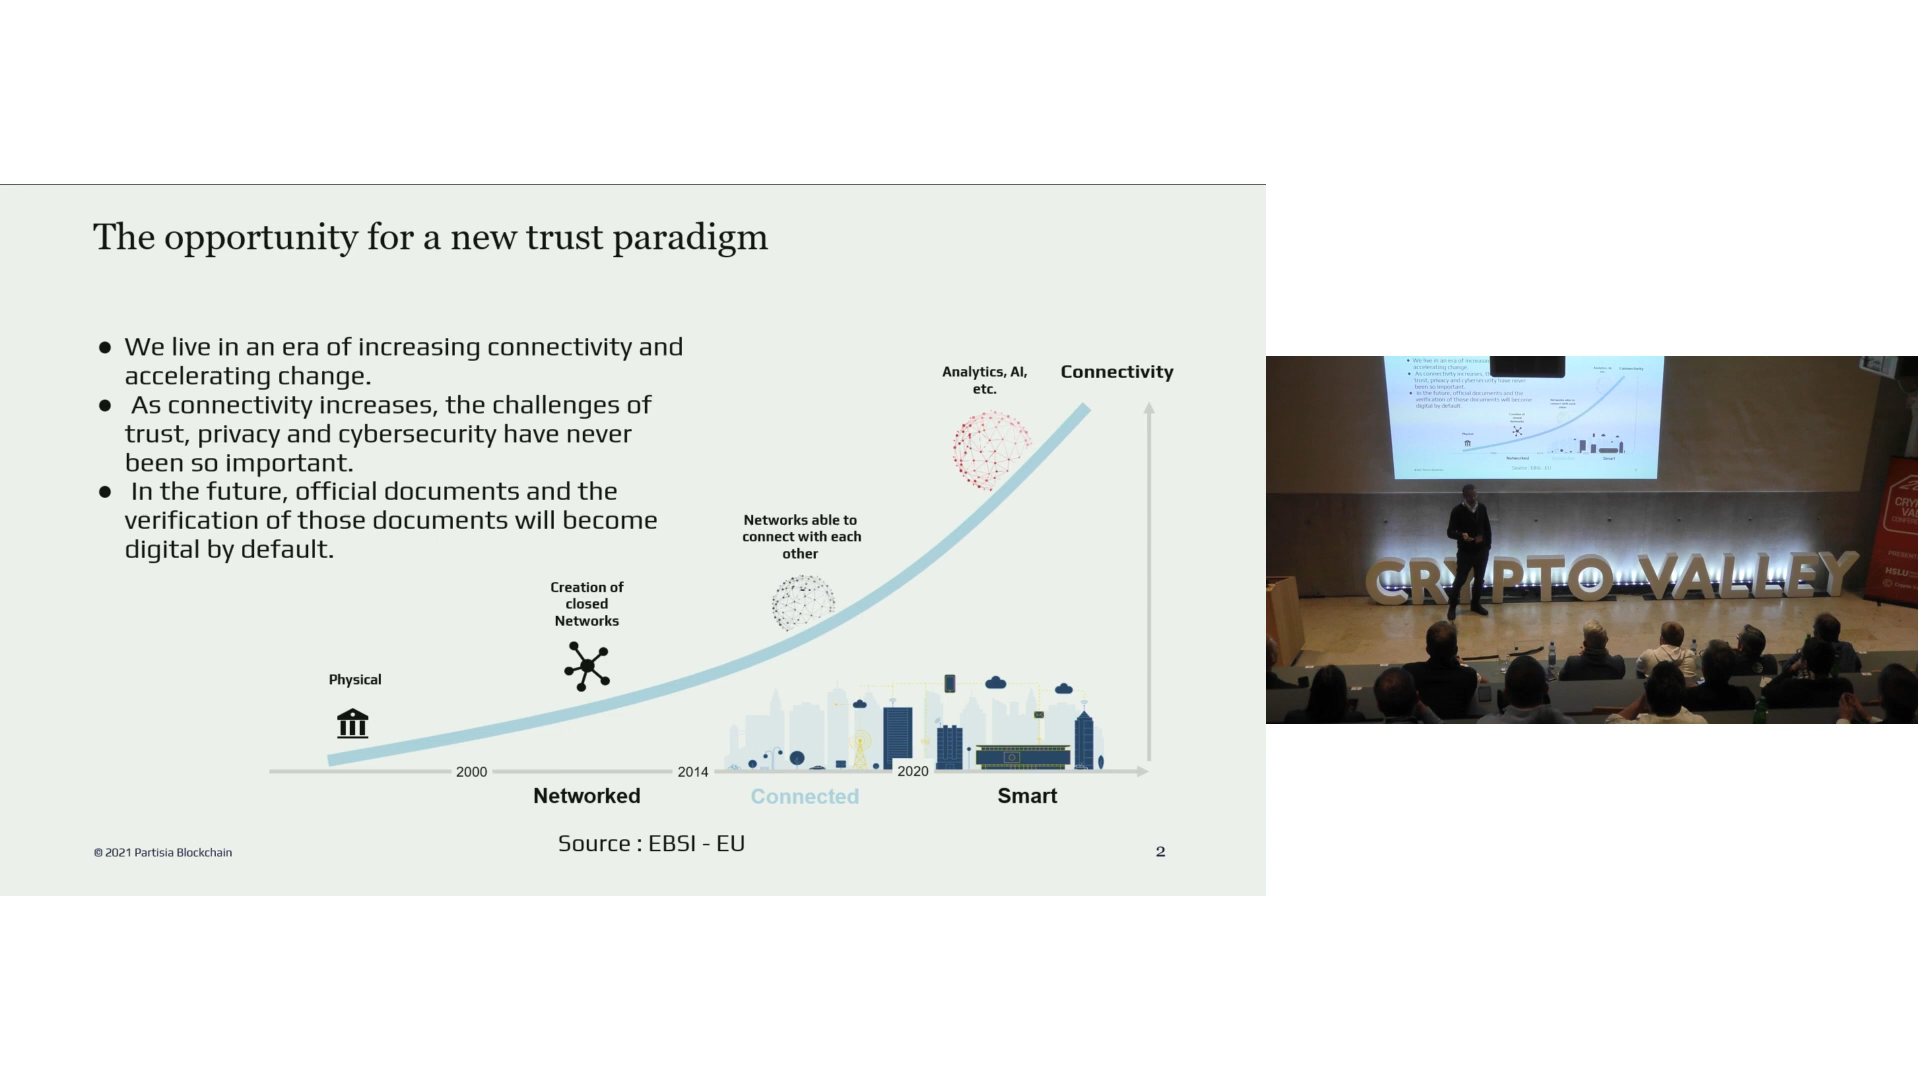 The opportunity for a new trust paradigm
● We live in an era of increasing connectivity and
accelerating change.
● As connectivity increases, the challenges of
trust, privacy and cybersecurity have never
been so important.
● In the future, official documents and the
verification of those documents will become
digital by default.
Analytics, AI,
etc.
Connectivity
Networks able to
connect with each
other
Creation of
closed
Networks
Physical
2000
2014
2020
Networked
Connected
Smart
Source : EBSI - EU
© 2021 Partisia Blockchain
2
CRYPTO VALLEY
HSLU